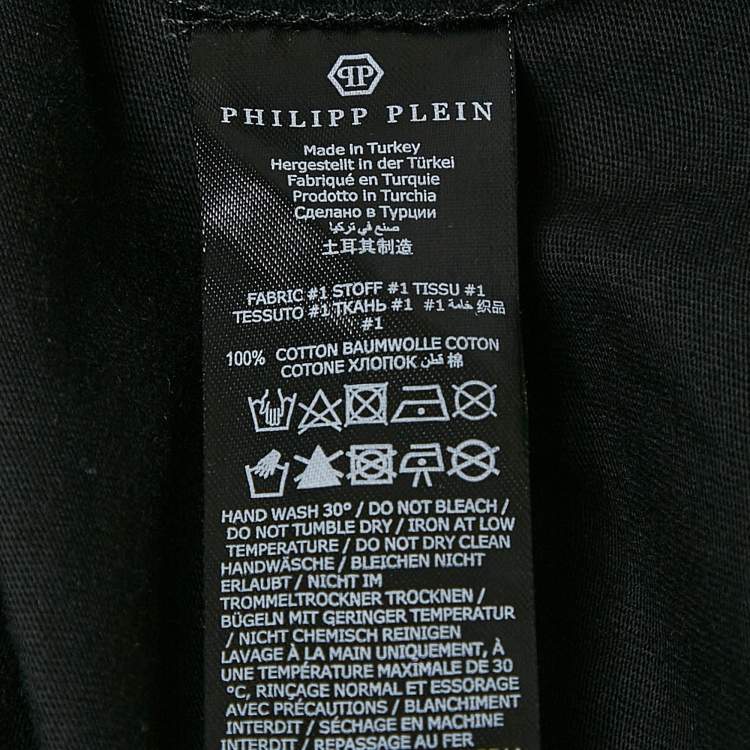 PHILIPP PLEIN
Made in Turkey
Hergestellt in der Türkei
Fabriqué en Turquie
Prodotto in Turchia
Сделано в Турции
صنع في تركيا
土耳其制造
FABRIC #1 STOFF #1 TISSU #1
TESSUTO #1 ТКАНЬ #1 #1 خامة 织品
#1
100% COTTON BAUMWOLLE COTON
COTONE ХЛОПОК قطن 棉
HAND WASH 30° / DO NOT BLEACH /
DO NOT TUMBLE DRY / IRON AT LOW
TEMPERATURE / DO NOT DRY CLEAN
HANDWÄSCHE / BLEICHEN NICHT
ERLAUBT / NICHT IM
TROMMELTROCKNER TROCKNEN /
BÜGELN MIT GERINGER TEMPERATUR
/ NICHT CHEMISCH REINIGEN
LAVAGE À LA MAIN UNIQUEMENT, À
UNE TEMPÉRATURE MAXIMALE DE 30
°C, RINÇAGE NORMAL ET ESSORAGE
AVEC PRÉCAUTIONS / BLANCHIMENT
INTERDIT / SÉCHAGE EN MACHINE
INTERDIT / REPASSAGE AU FER